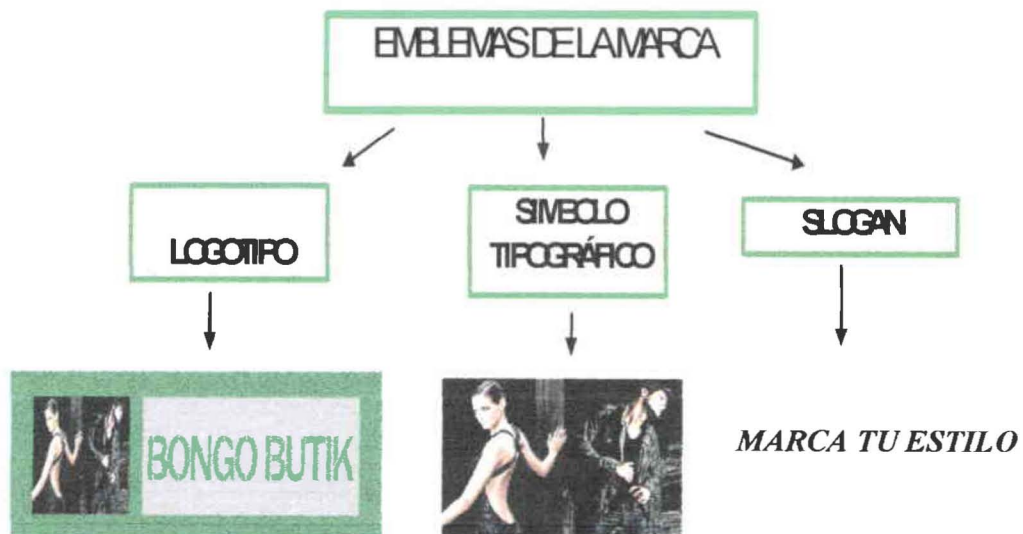 EMBLEMAS DE LA MARCA
LOGOTIPO
SIMBOLO
TIPOGRÁFICO
SLOGAN
BONGO BUTIK
MARCA TU ESTILO